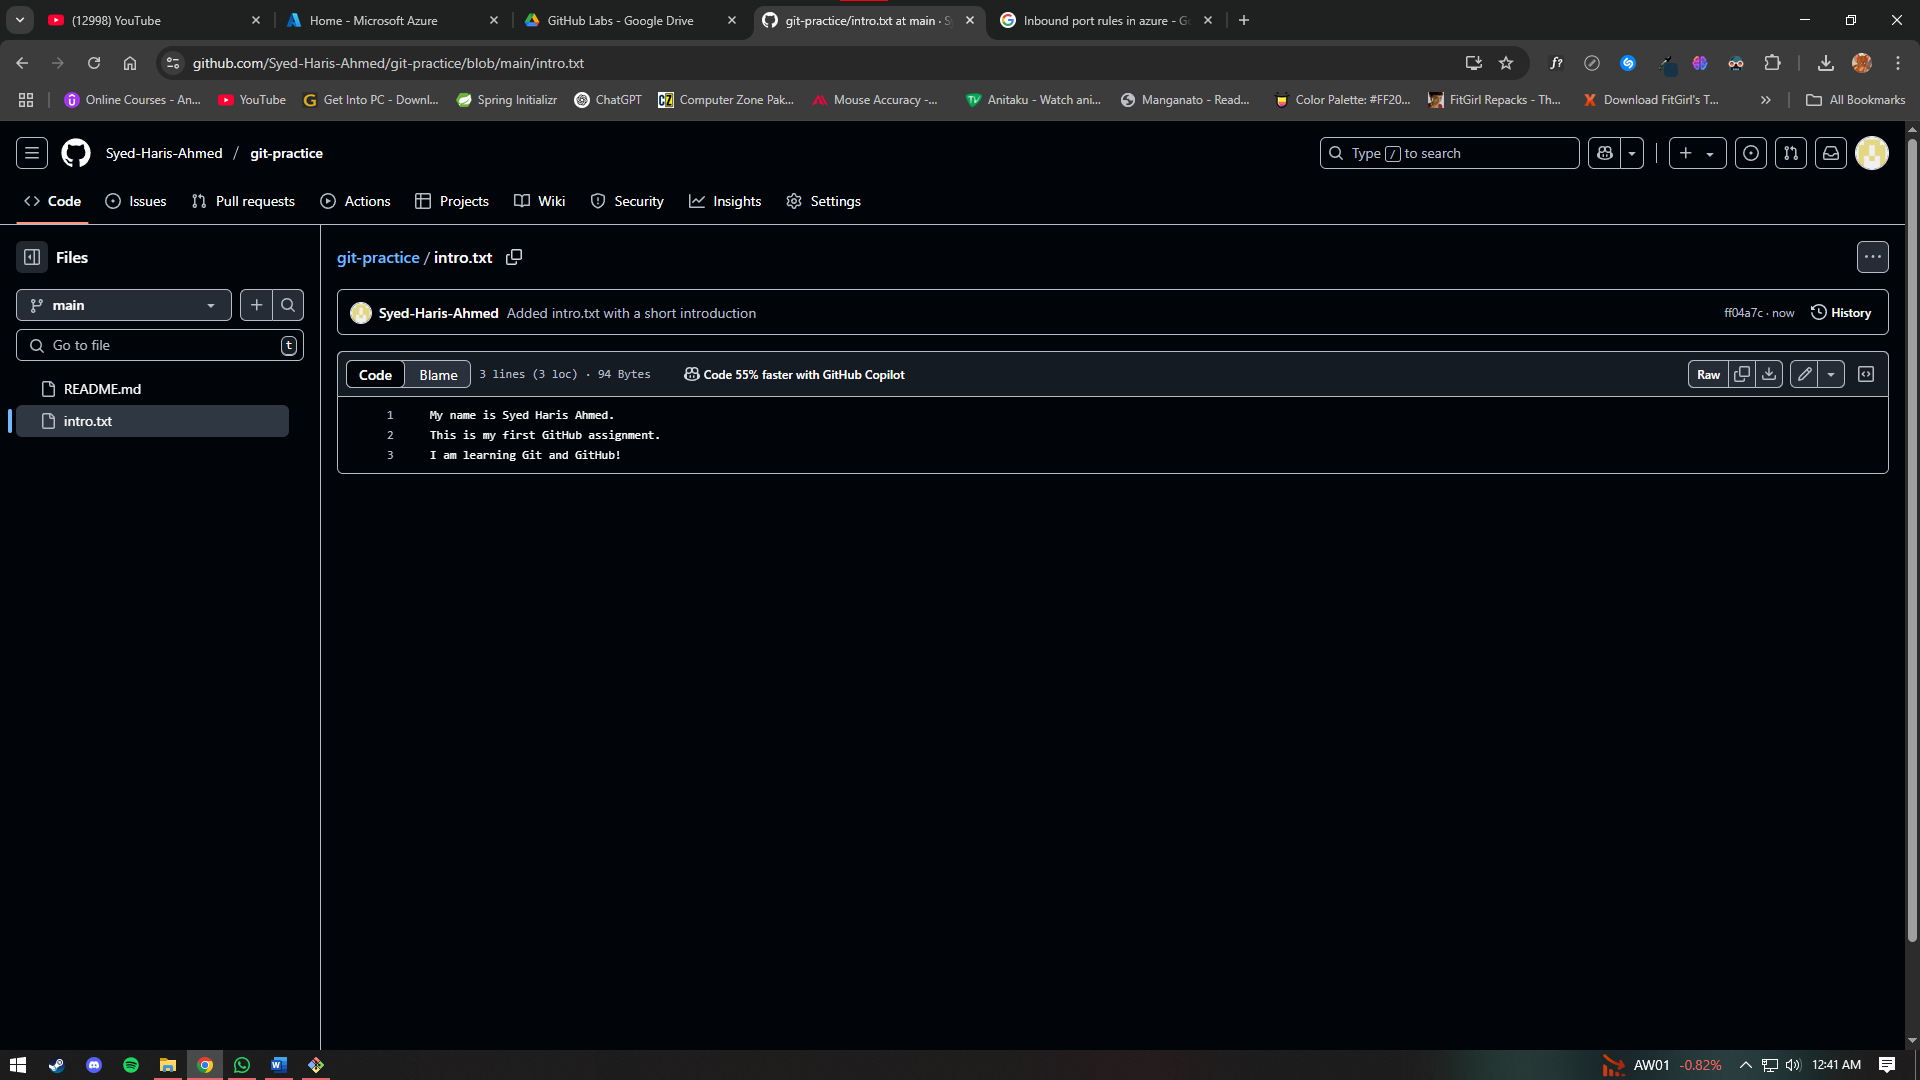 (12998) YouTube
Home - Microsoft Azure
GitHub Labs - Google Drive
git-practice/intro.txt at main · S
Inbound port rules in azure - G
github.com/Syed-Haris-Ahmed/git-practice/blob/main/intro.txt
Online Courses - An...
YouTube
Get Into PC - Downl...
Spring Initializr
ChatGPT
Computer Zone Pak...
Mouse Accuracy -...
Anitaku - Watch ani...
Manganato - Read...
Color Palette: #FF20...
FitGirl Repacks - Th...
Download FitGirl's T...
All Bookmarks
Syed-Haris-Ahmed / git-practice
Type / to search
Code
Issues
Pull requests
Actions
Projects
Wiki
Security
Insights
Settings
Files
main
Go to file
t
README.md
intro.txt
git-practice / intro.txt
Syed-Haris-Ahmed Added intro.txt with a short introduction
ff04a7c · now
History
Code
Blame
3 lines (3 loc) · 94 Bytes
Code 55% faster with GitHub Copilot
Raw
1 My name is Syed Haris Ahmed.
2 This is my first GitHub assignment.
3 I am learning Git and GitHub!
AW01 -0.82%
12:41 AM